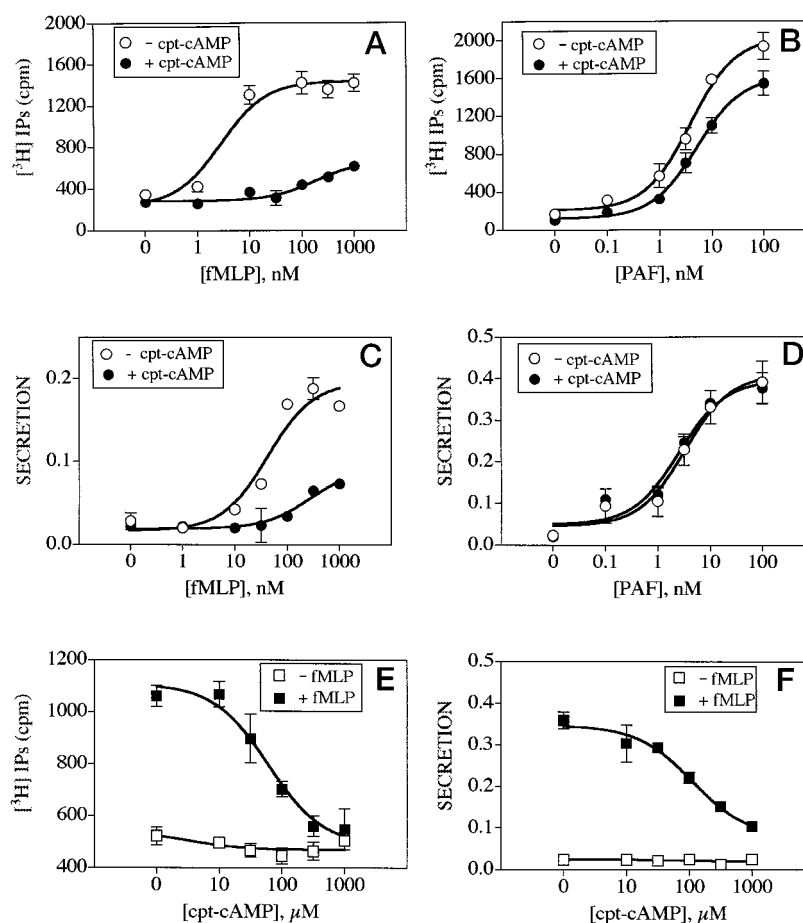 A
- cpt-cAMP
+ cpt-cAMP
[³H] IPs (cpm)
2000
1600
1200
800
400
0
0 1 10 100 1000
[fMLP], nM
B
- cpt-cAMP
+ cpt-cAMP
[³H] IPs (cpm)
2000
1600
1200
800
400
0
0 0.1 1 10 100
[PAF], nM
C
- cpt-cAMP
+ cpt-cAMP
SECRETION
0.2
0.1
0.0
0 1 10 100 1000
[fMLP], nM
D
- cpt-cAMP
+ cpt-cAMP
SECRETION
0.5
0.4
0.3
0.2
0.1
0.0
0 0.1 1 10 100
[PAF], nM
E
- fMLP
+ fMLP
[³H] IPs (cpm)
1200
1000
800
600
400
0 10 100 1000
[cpt-cAMP], µM
F
- fMLP
+ fMLP
SECRETION
0.5
0.4
0.3
0.2
0.1
0.0
0 10 100 1000
[cpt-cAMP], µM